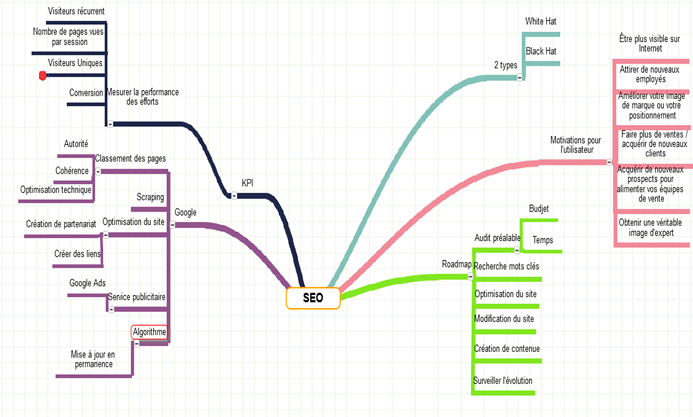 SEO
KPI
Mesurer la performance
des efforts
Visiteurs récurrent
Nombre de pages vues
par session
Visiteurs Uniques
Conversion
Google
Classement des pages
Autorité
Cohérence
Optimisation technique
Scraping
Optimisation du site
Création de partenariat
Créer des liens
Service publicitaire
Google Ads
Algorithme
Mise à jour en
permanence
2 types
White Hat
Black Hat
Motivations pour
l'utilisateur
Être plus visible sur
Internet
Attirer de nouveaux
employés
Améliorer votre image
de marque ou votre
positionnement
Faire plus de ventes /
acquérir de nouveaux
clients
Acquérir de nouveaux
prospects pour
alimenter vos équipes
de vente
Obtenir une véritable
image d'expert
Roadmap
Audit préalable
Budjet
Temps
Recherche mots clés
Optimisation du site
Modification du site
Création de contenue
Surveiller l'évolution